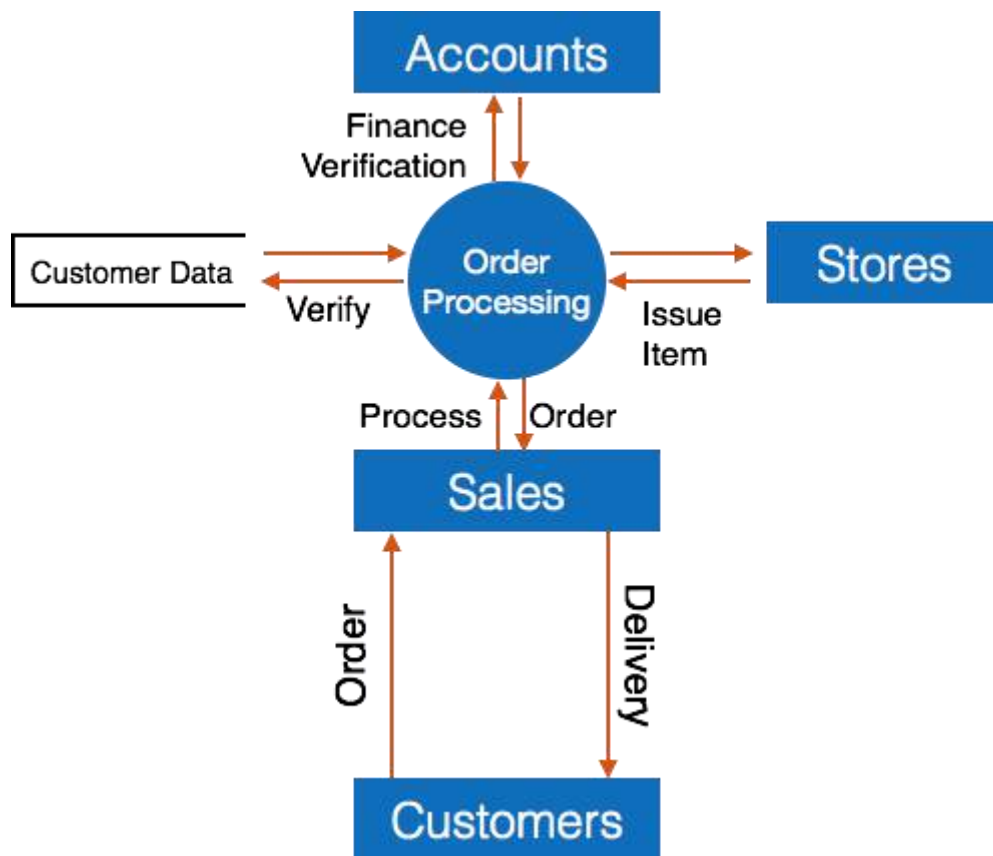 Accounts
Finance
Verification
Customer Data
Order
Processing
Stores
Verify
Issue
Item
Process
Order
Sales
Order
Delivery
Customers